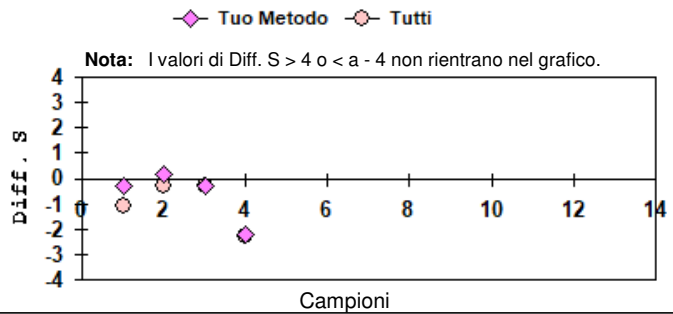 Tuo Metodo Tutti
Nota: I valori di Diff. S > 4 o < a - 4 non rientrano nel grafico.
4
3
2
1
0
-1
-2
-3
-4
Diff. S
0 2 4 6 8 10 12 14
Campioni